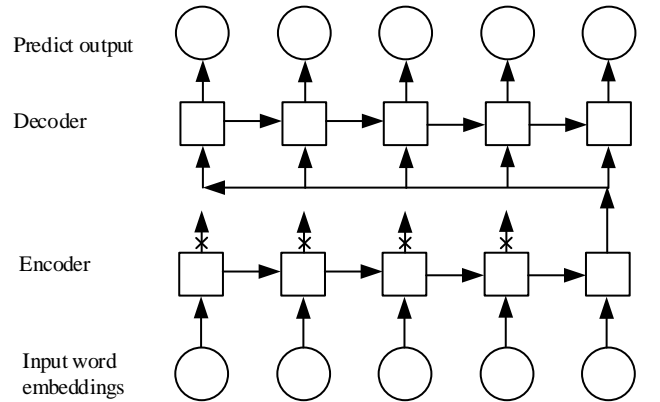 Predict output
Decoder
Encoder
Input word
embeddings